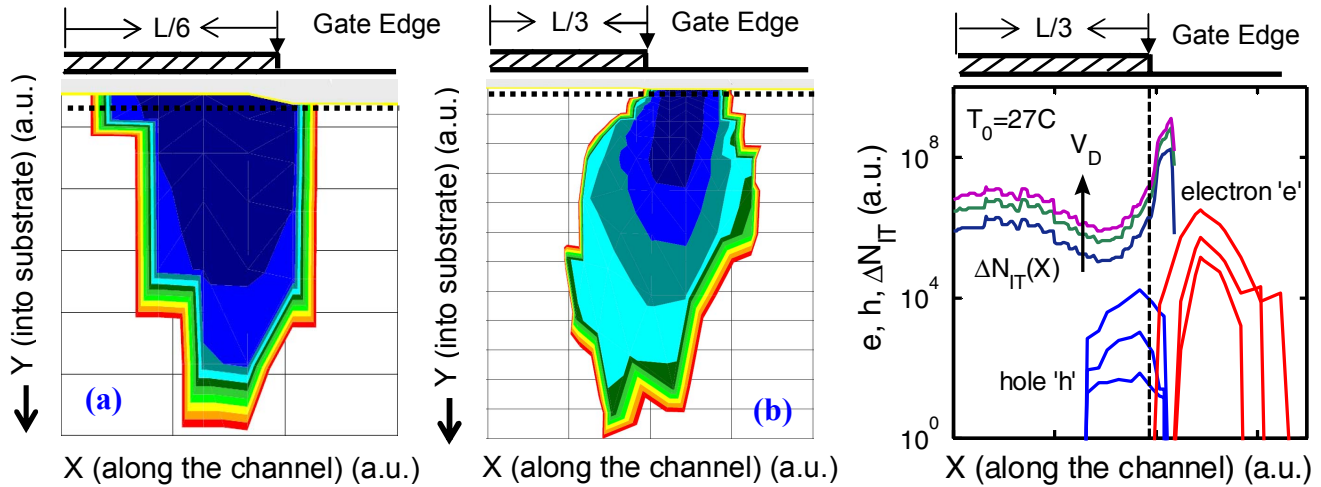 L/6
Gate Edge
Y (into substrate) (a.u.)
(a)
X (along the channel) (a.u.)
L/3
Gate Edge
Y (into substrate) (a.u.)
(b)
X (along the channel) (a.u.)
L/3
Gate Edge
e, h, ΔN_IT (a.u.)
10^8
10^4
10^0
T_0=27C
V_D
electron 'e'
ΔN_IT(X)
hole 'h'
X (along the channel) (a.u.)